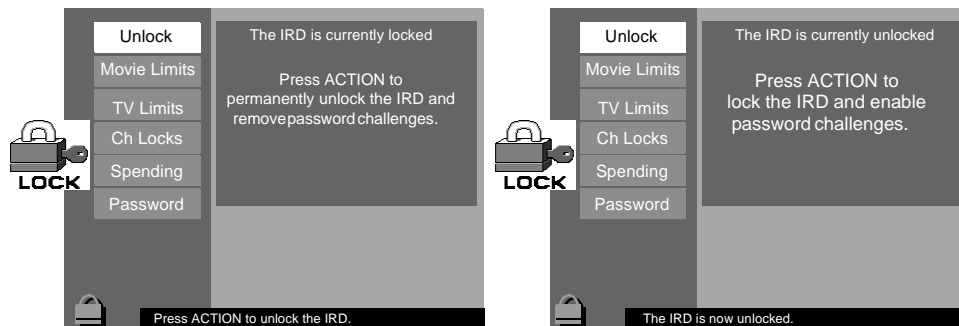 Unlock
Movie Limits
TV Limits
Ch Locks
Spending
Password
LOCK
The IRD is currently locked
Press ACTION to
permanently unlock the IRD and
remove password challenges.
Press ACTION to unlock the IRD.
Unlock
Movie Limits
TV Limits
Ch Locks
Spending
Password
LOCK
The IRD is currently unlocked
Press ACTION to
lock the IRD and enable
password challenges.
The IRD is now unlocked.